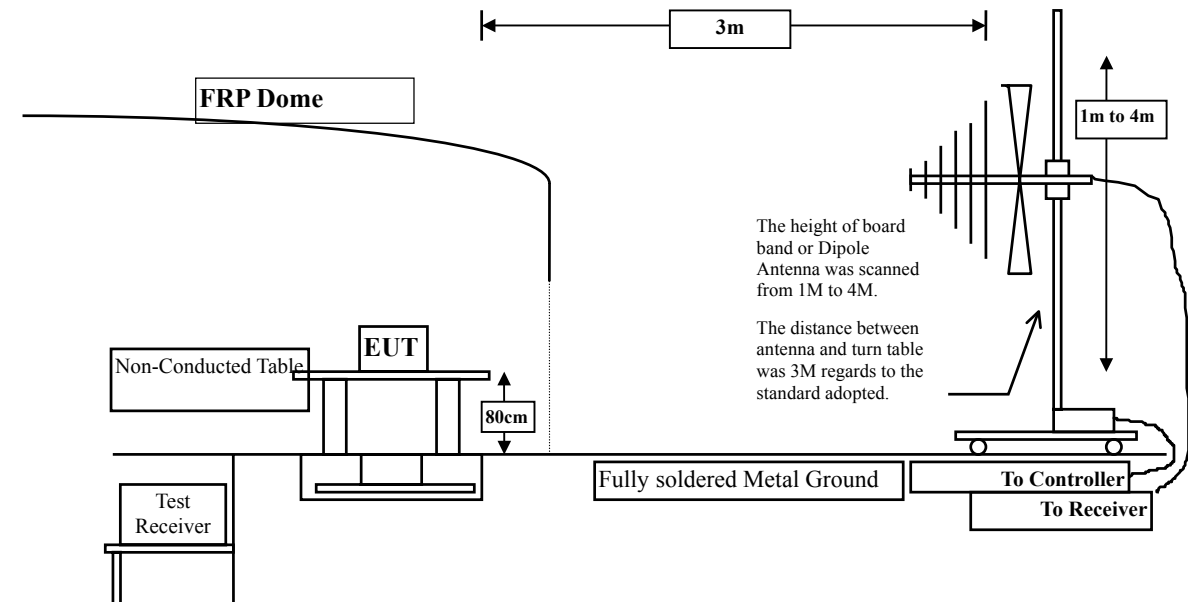 3m
FRP Dome
1m to 4m
The height of board
band or Dipole
Antenna was scanned
from 1M to 4M.
The distance between
antenna and turn table
was 3M regards to the
standard adopted.
EUT
Non-Conducted Table
80cm
Fully soldered Metal Ground
To Controller
To Receiver
Test
Receiver